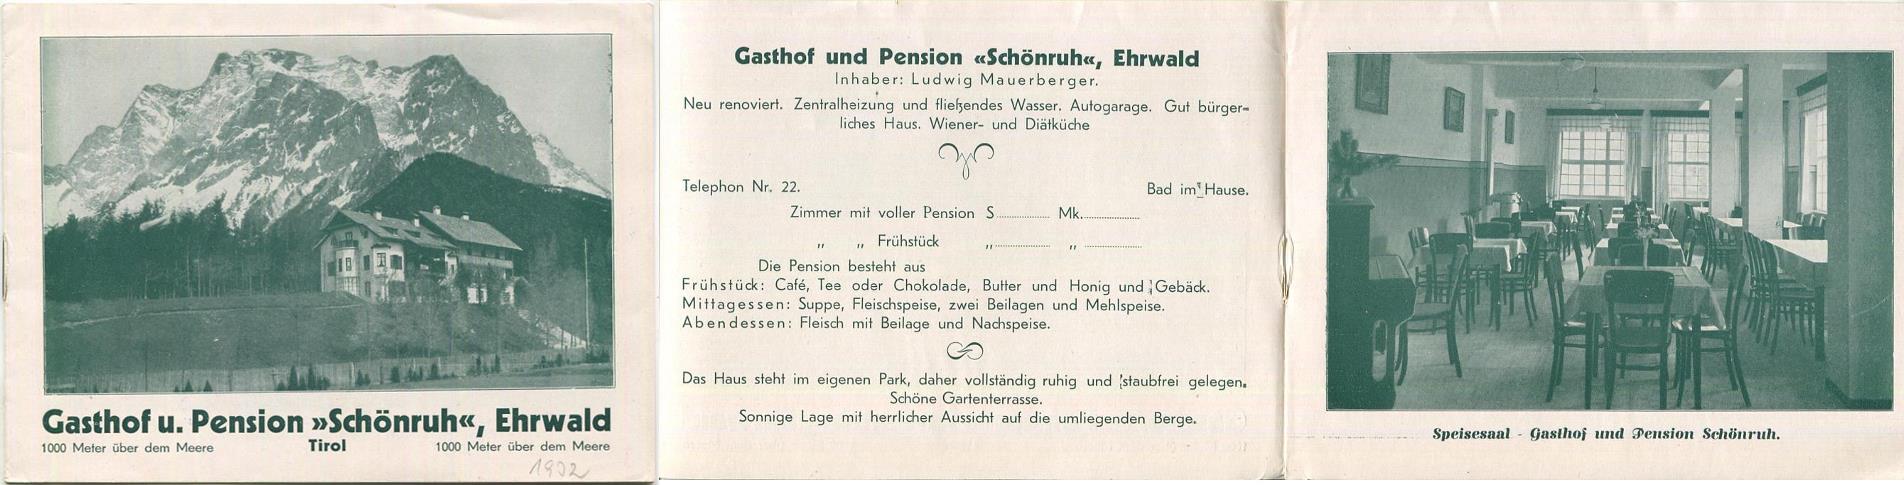 Gasthof u. Pension »Schönruh«, Ehrwald
1000 Meter über dem Meere Tirol 1000 Meter über dem Meere
1932
Gasthof und Pension «Schönruh«, Ehrwald
Inhaber: Ludwig Mauerberger.
Neu renoviert. Zentralheizung und fließendes Wasser. Autogarage. Gut bürger-
liches Haus. Wiener- und Diätküche
Telephon Nr. 22. Bad im Hause.
Zimmer mit voller Pension S............... Mk................
„ „ Frühstück „............... „ ...............
Die Pension besteht aus
Frühstück: Café, Tee oder Chokolade, Butter und Honig und Gebäck.
Mittagessen: Suppe, Fleischspeise, zwei Beilagen und Mehlspeise.
Abendessen: Fleisch mit Beilage und Nachspeise.
Das Haus steht im eigenen Park, daher vollständig ruhig und staubfrei gelegen.
Schöne Gartenterrasse.
Sonnige Lage mit herrlicher Aussicht auf die umliegenden Berge.
Speisesaal - Gasthof und Pension Schönruh.